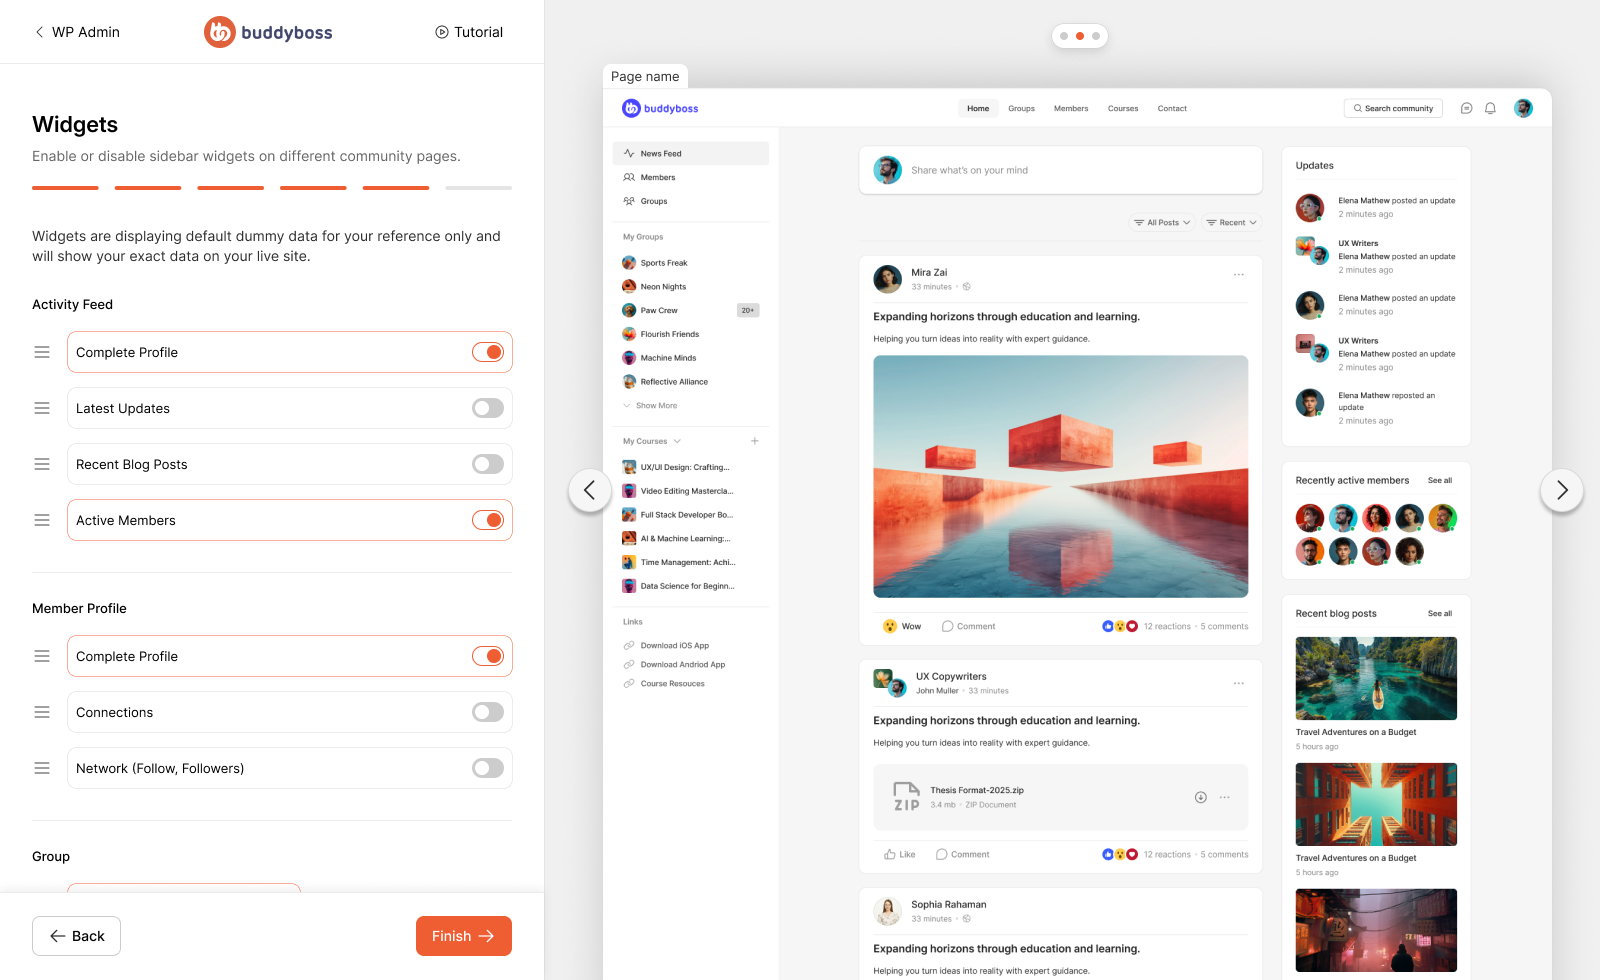 WP Admin
buddyboss
Tutorial
Widgets
Enable or disable sidebar widgets on different community pages.
Widgets are displaying default dummy data for your reference only and
will show your exact data on your live site.
Activity Feed
Complete Profile
Latest Updates
Recent Blog Posts
Active Members
Member Profile
Complete Profile
Connections
Network (Follow, Followers)
Group
Back
Finish
Page name
buddyboss
Home
Groups
Members
Courses
Contact
Search community
News Feed
Members
Groups
My Groups
Sports Freak
Neon Nights
Paw Crew
20+
Flourish Friends
Machine Minds
Reflective Alliance
Show More
My Courses
UX/UI Design: Crafting...
Video Editing Mastercla...
Full Stack Developer Bo...
AI & Machine Learning:...
Time Management: Achi...
Data Science for Beginn...
Links
Download iOS App
Download Andriod App
Course Resouces
Share what's on your mind
All Posts
Recent
Mira Zai
33 minutes
Expanding horizons through education and learning.
Helping you turn ideas into reality with expert guidance.
Wow
Comment
12 reactions · 5 comments
UX Copywriters
John Muller · 33 minutes
Expanding horizons through education and learning.
Helping you turn ideas into reality with expert guidance.
ZIP
Thesis Format-2025.zip
3.4 mb · ZIP Document
Like
Comment
12 reactions · 5 comments
Sophia Rahaman
33 minutes
Expanding horizons through education and learning.
Helping you turn ideas into reality with expert guidance.
Updates
Elena Mathew posted an update
2 minutes ago
UX Writers
Elena Mathew posted an update
2 minutes ago
Elena Mathew posted an update
2 minutes ago
UX Writers
Elena Mathew posted an update
2 minutes ago
Elena Mathew reposted an
update
2 minutes ago
Recently active members
See all
Recent blog posts
See all
Travel Adventures on a Budget
5 hours ago
Travel Adventures on a Budget
5 hours ago